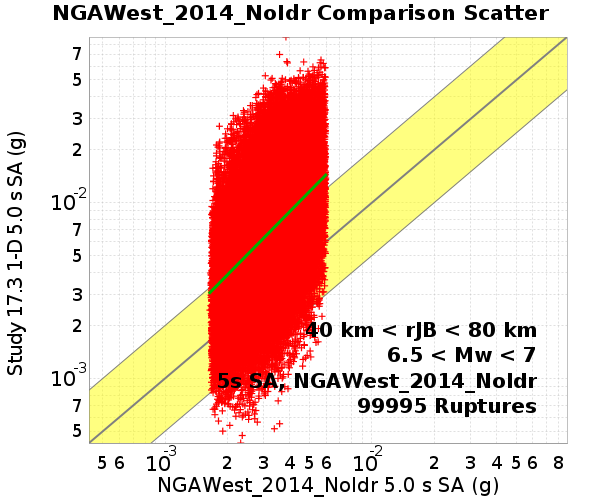 NGAWest_2014_NoIdr Comparison Scatter
Study 17.3 1-D 5.0 s SA (g)
7
5
3
2
10-2
7
5
3
2
10-3
7
5
40 km < rJB < 80 km
6.5 < Mw < 7
5s SA, NGAWest_2014_NoIdr
99995 Ruptures
5 6 10-3 2 3 4 5 6 10-2 2 3 4 5 6 8
NGAWest_2014_NoIdr 5.0 s SA (g)